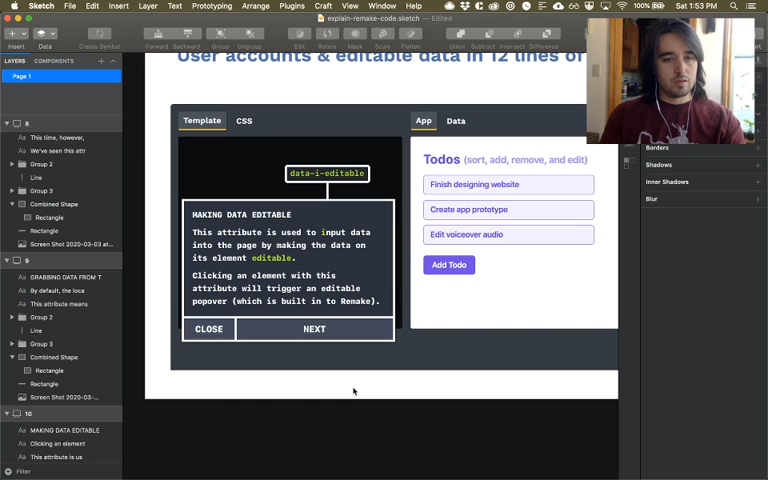 Sketch File Edit Insert Layer Text Prototyping Arrange Plugins Craft View Window Help 100% Sat 1:53 PM
explain-remake-code.sketch — Edited
Insert Data Create Symbol Forward Backward Group Ungroup Edit Rotate Mask Scale Flatten Union Subtract Intersect Difference
LAYERS COMPONENTS
Page 1
8
Aa This time, however,
Aa We've seen this attr
Group 2
Line
Group 3
Combined Shape
Rectangle
Rectangle
Screen Shot 2020-03-03 at...
9
Aa GRABBING DATA FROM T
Aa By default, the loca
Aa This attribute means
Group 2
Line
Group 3
Combined Shape
Rectangle
Rectangle
Screen Shot 2020-03-...
10
Aa MAKING DATA EDITABLE
Aa Clicking an element
Aa This attribute is us
Filter
User accounts & editable data in 12 lines of
Template CSS
data-i-editable
MAKING DATA EDITABLE
This attribute is used to input data
into the page by making the data on
its element editable.
Clicking an element with this
attribute will trigger an editable
popover (which is built in to Remake).
CLOSE NEXT
App Data
Todos (sort, add, remove, and edit)
Finish designing website
Create app prototype
Edit voiceover audio
Add Todo
Borders
Shadows
Inner Shadows
Blur